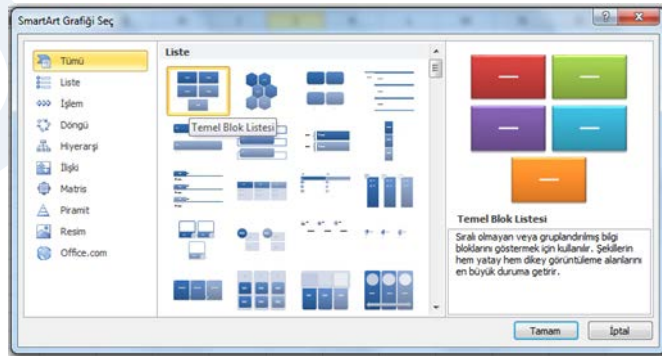 SmartArt Grafiği Seç
Tümü
Liste
İşlem
Döngü
Hiyerarşi
İlişki
Matris
Piramit
Resim
Office.com
Liste
Temel Blok Listesi
Temel Blok Listesi
Sıralı olmayan veya gruplandırılmış bilgi
bloklarını göstermek için kullanılır. Şekillerin
hem yatay hem dikey görüntüleme alanlarını
en büyük duruma getirir.
Tamam
İptal